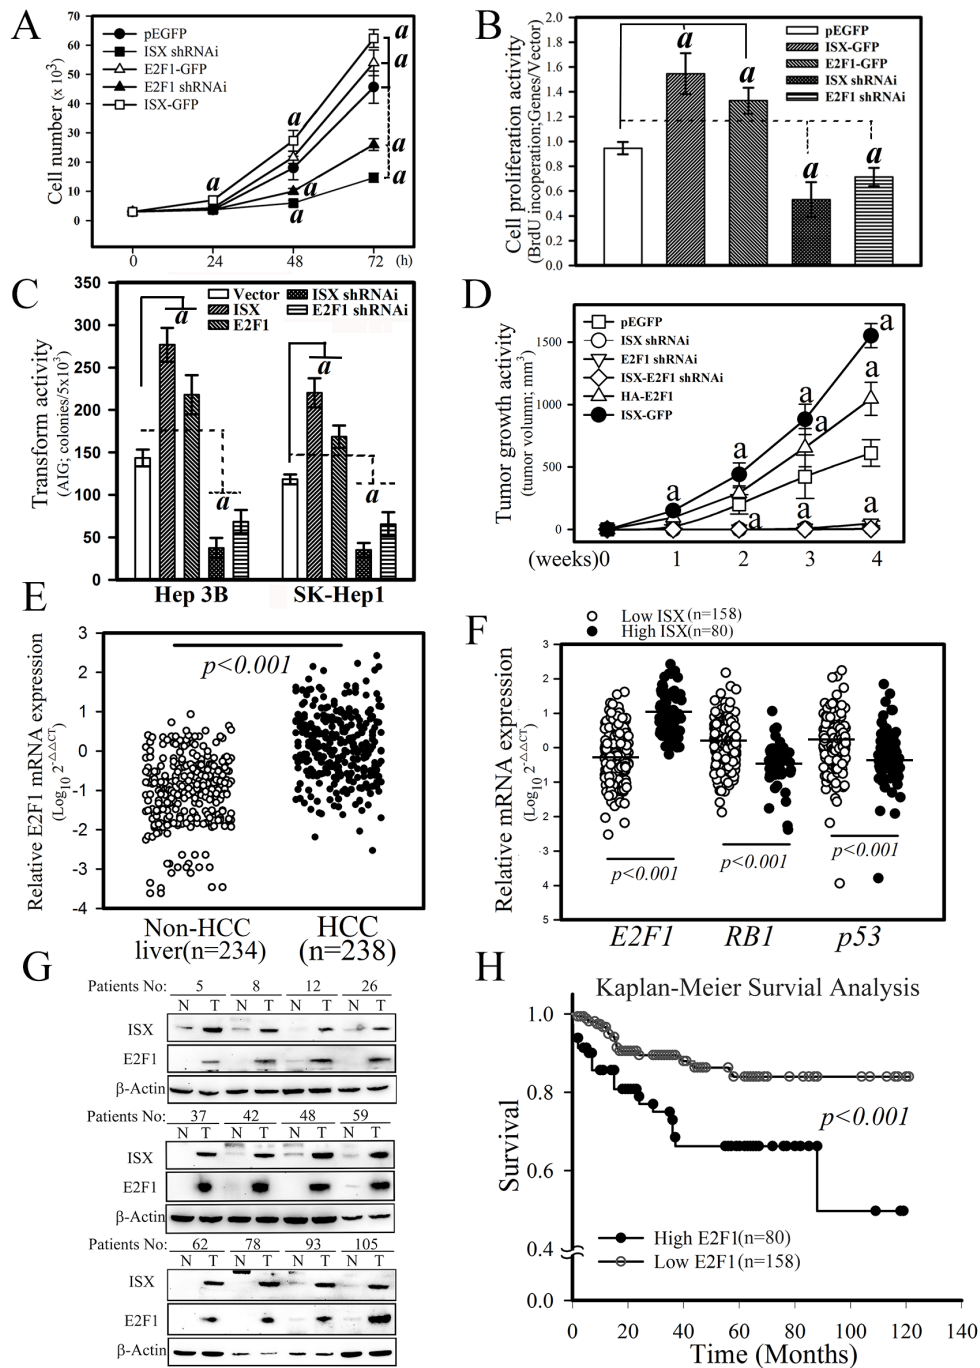 A
Cell number (x 10³)
70
60
50
40
30
20
10
0
pEGFP
ISX shRNAi
E2F1-GFP
E2F1 shRNAi
ISX-GFP
a
a
a
a
a
a
a
a
0 24 48 72 (h)
B
Cell proliferation activity
(BrdU incoperation;Genes/Vector)
2.0
1.8
1.6
1.4
1.2
1.0
0.8
0.6
0.4
0.2
0.0
pEGFP
ISX-GFP
E2F1-GFP
ISX shRNAi
E2F1 shRNAi
a
a
a
a
C
Transform activity
(AIG; colonies/5x10³)
350
300
250
200
150
100
50
0
Vector
ISX
E2F1
ISX shRNAi
E2F1 shRNAi
a
a
a
a
Hep 3B SK-Hep1
D
Tumor growth activity
(tumor volumn; mm³)
1500
1000
500
0
pEGFP
ISX shRNAi
E2F1 shRNAi
ISX-E2F1 shRNAi
HA-E2F1
ISX-GFP
a
a
a
a
a
a
a
a
a
(weeks)0 1 2 3 4
E
Relative E2F1 mRNA expression
(Log₁₀ 2^-ΔΔCT)
3
2
1
0
-1
-2
-3
-4
p<0.001
Non-HCC
liver(n=234)
HCC
(n=238)
F
Low ISX (n=158)
High ISX(n=80)
Relative mRNA expression
(Log₁₀ 2^-ΔΔCT)
3
2
1
0
-1
-2
-3
4
5
p<0.001
p<0.001
p<0.001
E2F1 RB1 p53
G
Patients No: 5 8 12 26
N T N T N T N T
ISX
E2F1
β-Actin
Patients No: 37 42 48 59
N T N T N T N T
ISX
E2F1
β-Actin
Patients No: 62 78 93 105
N T N T N T N T
ISX
E2F1
β-Actin
H
Kaplan-Meier Survial Analysis
Survival
1.0
0.8
0.6
0.4
0.0
p<0.001
High E2F1(n=80)
Low E2F1(n=158)
0 20 40 60 80 100 120 140
Time (Months)